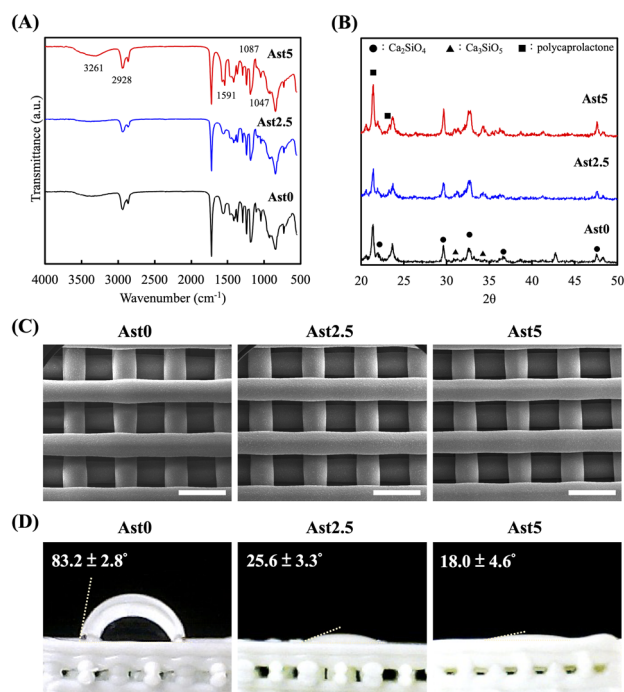 (A)
Ast5
1087
3261
2928
1591
1047
Ast2.5
Ast0
Transmittance (a.u.)
4000 3500 3000 2500 2000 1500 1000 500
Wavenumber (cm⁻¹)
(B)
● : Ca₂SiO₄ ▲ : Ca₃SiO₅ ■ : polycaprolactone
Ast5
Ast2.5
Ast0
Intensity (a.u.)
20 25 30 35 40 45 50
2θ
(C)
Ast0 Ast2.5 Ast5
(D)
Ast0 Ast2.5 Ast5
83.2 ± 2.8° 25.6 ± 3.3° 18.0 ± 4.6°